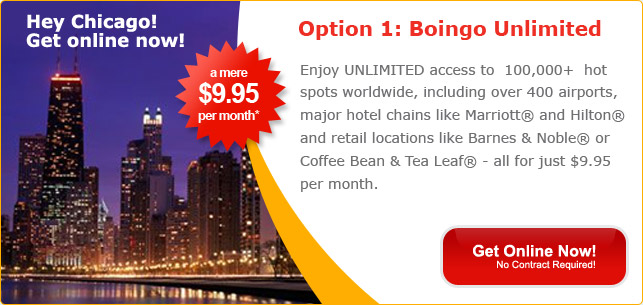 Hey Chicago!
Get online now!
a mere
$9.95
per month*
Option 1: Boingo Unlimited
Enjoy UNLIMITED access to 100,000+ hot
spots worldwide, including over 400 airports,
major hotel chains like Marriott® and Hilton®
and retail locations like Barnes & Noble® or
Coffee Bean & Tea Leaf® - all for just $9.95
per month.
Get Online Now!
No Contract Required!